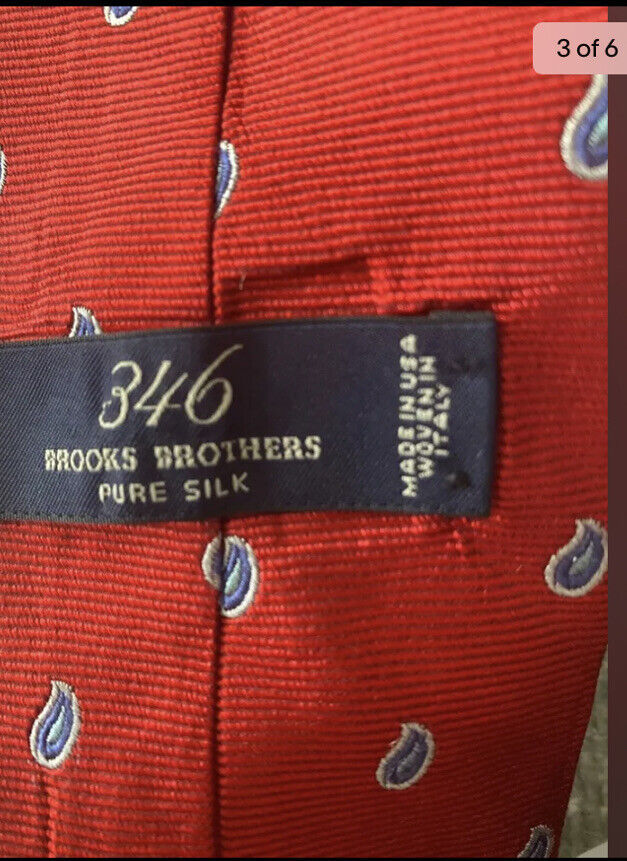 3 of 6
346
BROOKS BROTHERS
PURE SILK
MADE IN USA
WOVEN IN
ITALY